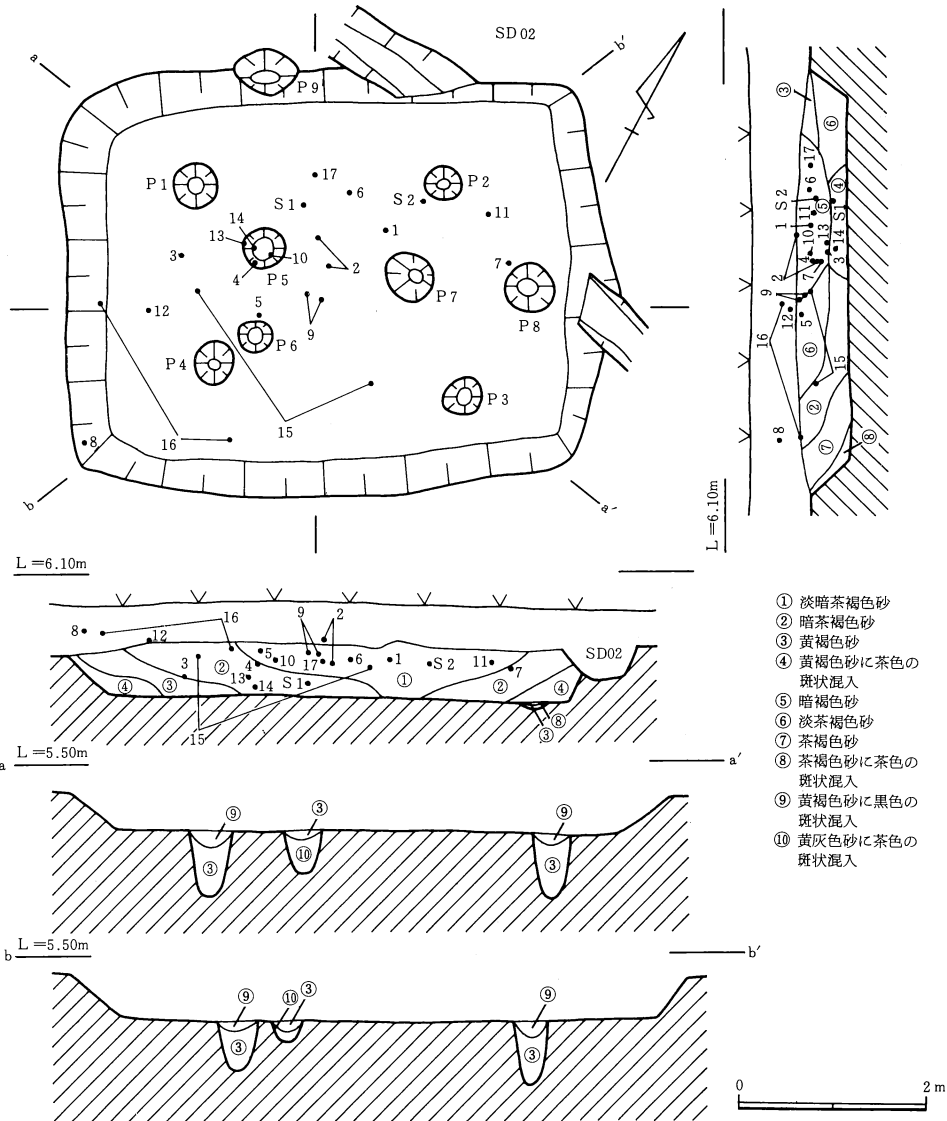 SD02
a
b′
P9
P1
17
6
P2
S1
S2
11
14
13
1
3
10
4
P5
2
7
P7
P8
12
5
9
P6
P4
P3
15
16
8
b
a′
③
⑥
17
6
S2
④
11
⑤
S1
1
10
13
14
4
3
2
7
9
12
5
16
⑥
15
②
8
⑦
⑧
L=6.10m
L=6.10m
8
16
9
2
12
5
3
②
4
10
17
6
1
S2
11
7
SD02
④
③
13
14
S1
①
②
④
⑧
③
15
① 淡暗茶褐色砂
② 暗茶褐色砂
③ 黄褐色砂
④ 黄褐色砂に茶色の
斑状混入
⑤ 暗褐色砂
⑥ 淡茶褐色砂
⑦ 茶褐色砂
⑧ 茶褐色砂に茶色の
斑状混入
⑨ 黄褐色砂に黒色の
斑状混入
⑩ 黄灰色砂に茶色の
斑状混入
a L=5.50m a′
⑨ ③ ⑨
③ ⑩ ③
b L=5.50m b′
⑨ ⑩ ③ ⑨
③ ③
0 2m